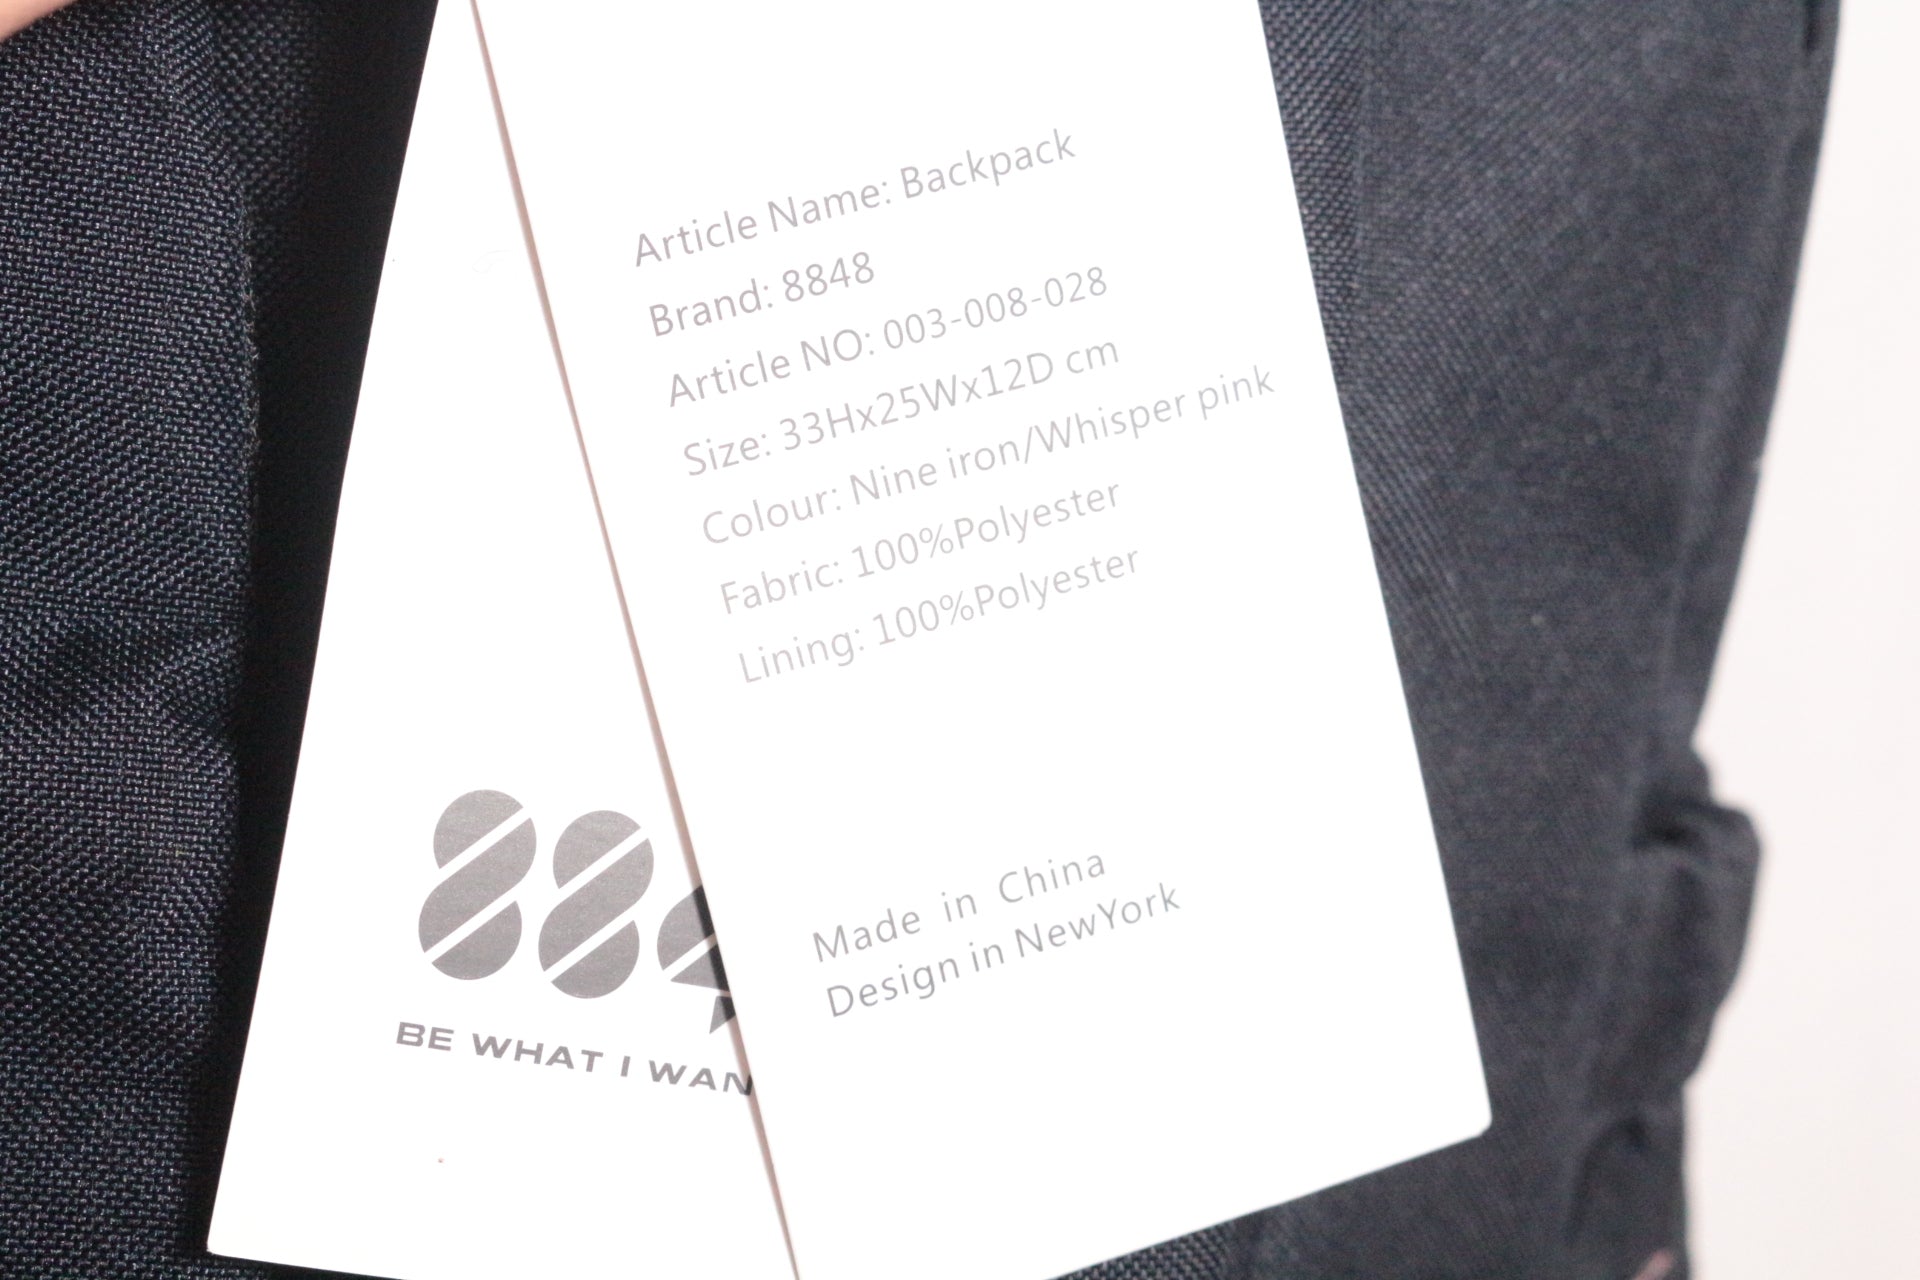 Article Name: Backpack
Brand: 8848
Article NO: 003-008-028
Size: 33Hx25Wx12D cm
Colour: Nine iron/Whisper pink
Fabric: 100%Polyester
Lining: 100%Polyester
Made in China
Design in NewYork
884
BE WHAT I WAN